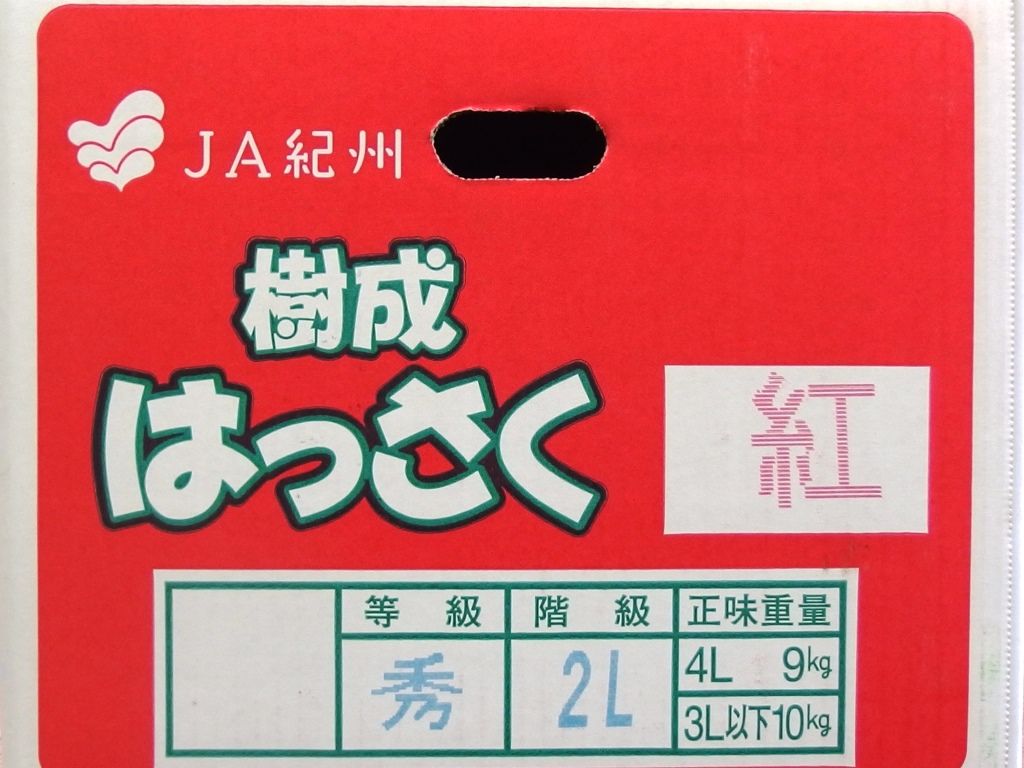 JA紀州
樹成
はっさく
紅
等級 階級 正味重量
秀 2L 4L 9kg
3L以下10kg